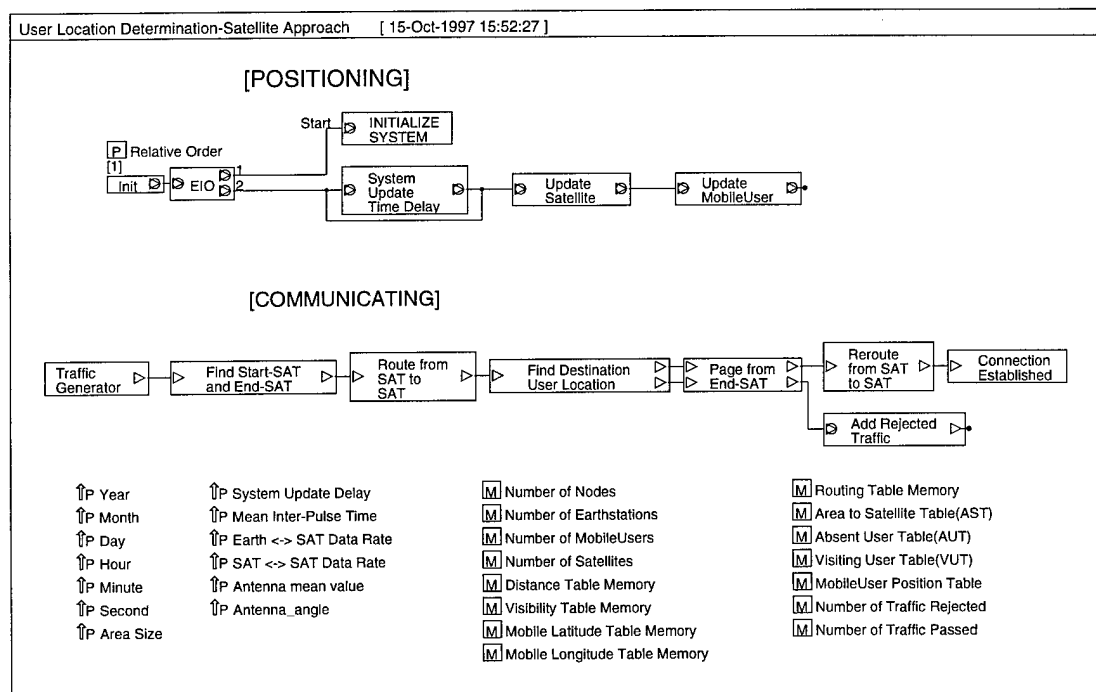 User Location Determination-Satellite Approach [ 15-Oct-1997 15:52:27 ]
[POSITIONING]
Start
INITIALIZE
SYSTEM
P Relative Order
[1]
Init
EIO
1
2
System
Update
Time Delay
Update
Satellite
Update
MobileUser
[COMMUNICATING]
Traffic
Generator
Find Start-SAT
and End-SAT
Route from
SAT to
SAT
Find Destination
User Location
Page from
End-SAT
Reroute
from SAT
to SAT
Connection
Established
Add Rejected
Traffic
⇑P Year
⇑P Month
⇑P Day
⇑P Hour
⇑P Minute
⇑P Second
⇑P Area Size
⇑P System Update Delay
⇑P Mean Inter-Pulse Time
⇑P Earth <-> SAT Data Rate
⇑P SAT <-> SAT Data Rate
⇑P Antenna mean value
⇑P Antenna_angle
M Number of Nodes
M Number of Earthstations
M Number of MobileUsers
M Number of Satellites
M Distance Table Memory
M Visibility Table Memory
M Mobile Latitude Table Memory
M Mobile Longitude Table Memory
M Routing Table Memory
M Area to Satellite Table(AST)
M Absent User Table(AUT)
M Visiting User Table(VUT)
M MobileUser Position Table
M Number of Traffic Rejected
M Number of Traffic Passed